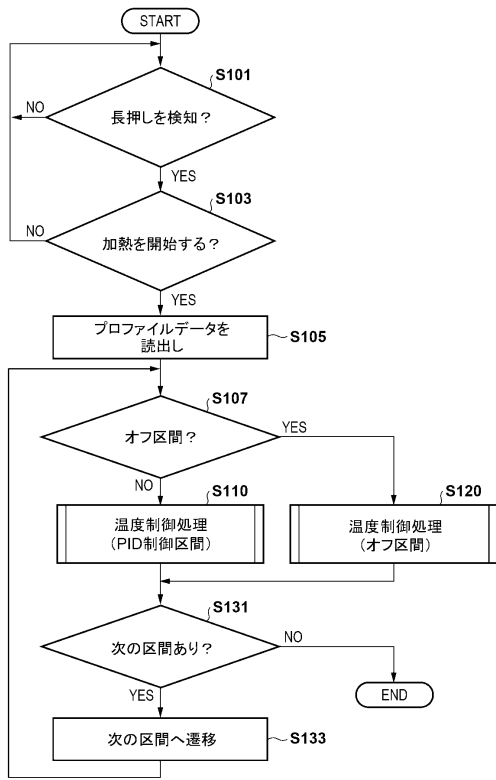 START
S101
長押しを検知？
NO
YES
S103
加熱を開始する？
NO
YES
プロファイルデータを
読出し
S105
S107
オフ区間？
YES
NO
S110
温度制御処理
（PID制御区間）
S120
温度制御処理
（オフ区間）
S131
次の区間あり？
NO
YES
END
次の区間へ遷移
S133